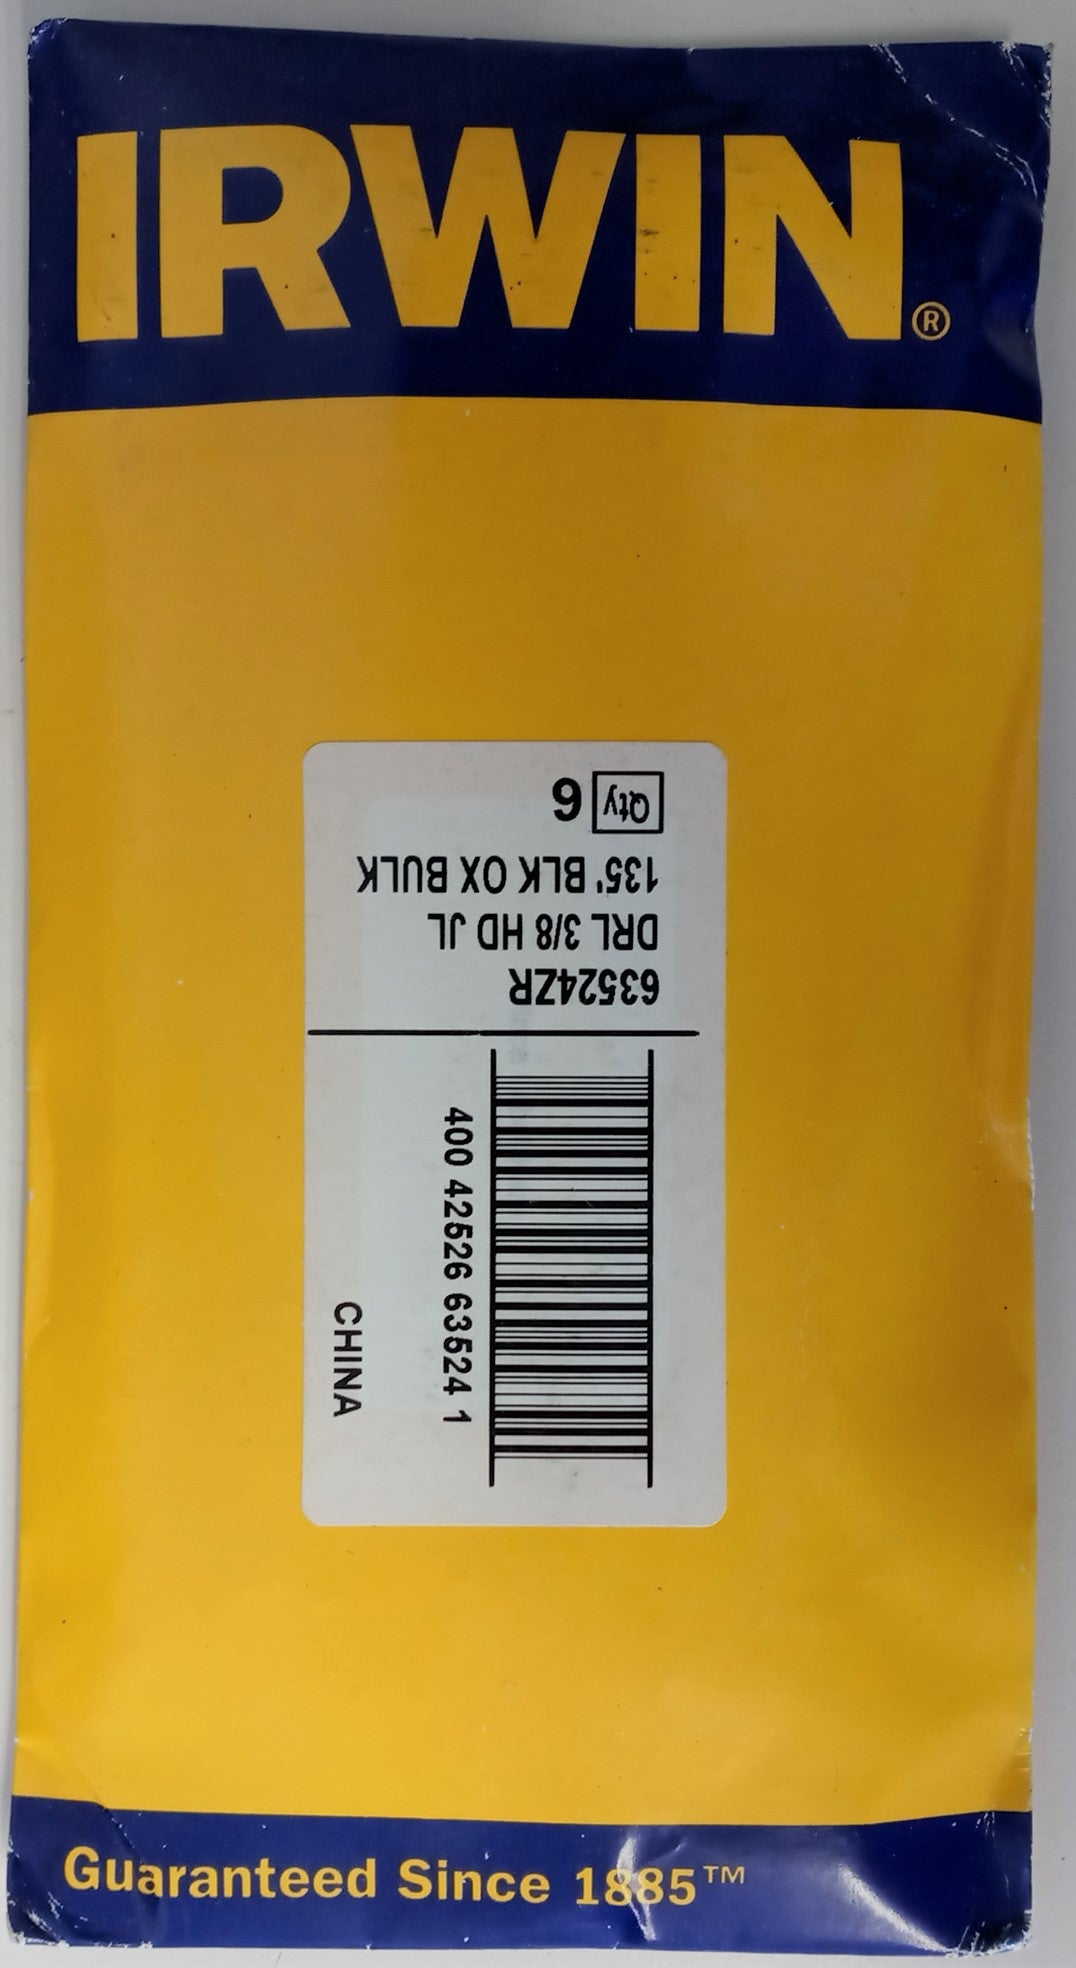 IRWIN®
63524ZR
DRL 3/8 HD JL
135' BLK OX BULK
Qty 6
400 42526 63524 1
CHINA
Guaranteed Since 1885™